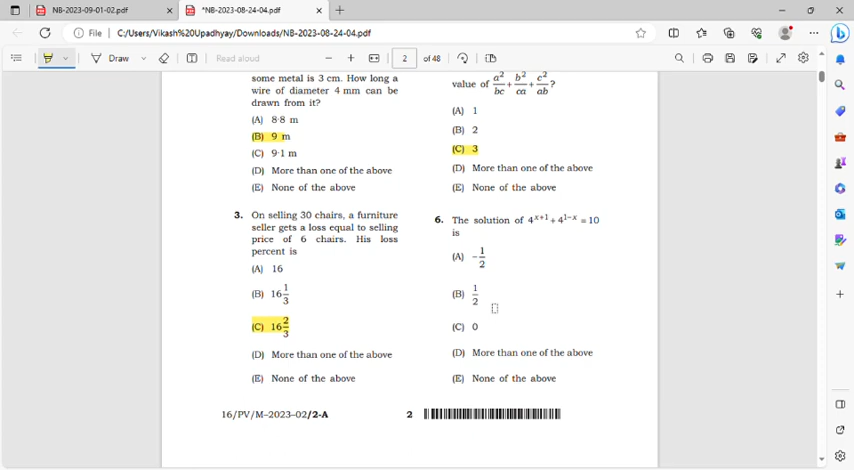 NB-2023-09-01-02.pdf
*NB-2023-08-24-04.pdf
File
C:/Users/Vikash%20Upadhyay/Downloads/NB-2023-08-24-04.pdf
Draw
Read aloud
2 of 48
some metal is 3 cm. How long a
wire of diameter 4 mm can be
drawn from it?
(A) 8·8 m
(B) 9 m
(C) 9·1 m
(D) More than one of the above
(E) None of the above
3. On selling 30 chairs, a furniture
seller gets a loss equal to selling
price of 6 chairs. His loss
percent is
(A) 16
(B) 16 1/3
(C) 16 2/3
(D) More than one of the above
(E) None of the above
value of a²/bc + b²/ca + c²/ab?
(A) 1
(B) 2
(C) 3
(D) More than one of the above
(E) None of the above
6. The solution of 4^(x+1) + 4^(1−x) = 10
is
(A) −1/2
(B) 1/2
(C) 0
(D) More than one of the above
(E) None of the above
16/PV/M–2023–02/2-A
2